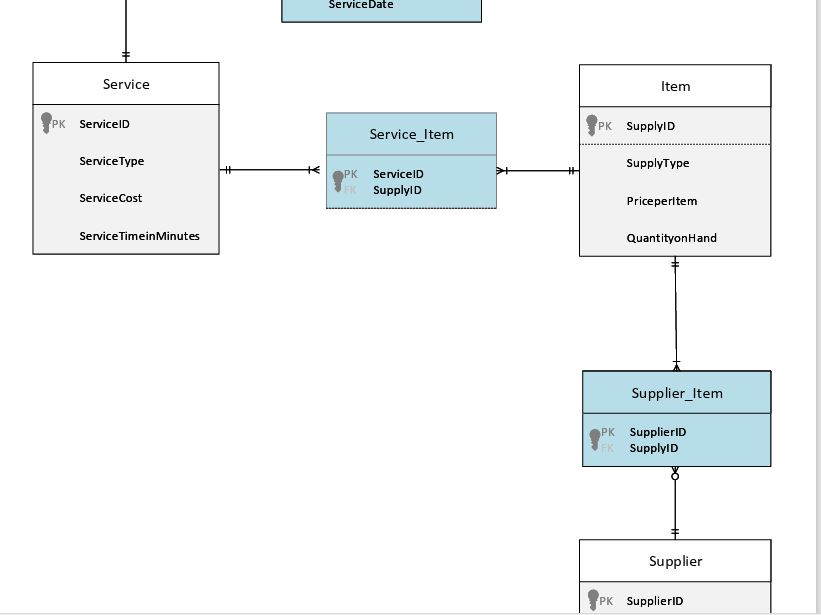 ServiceDate
Service
PK ServiceID
ServiceType
ServiceCost
ServiceTimeinMinutes
Service_Item
PK ServiceID
FK SupplyID
Item
PK SupplyID
SupplyType
PriceperItem
QuantityonHand
Supplier_Item
PK SupplierID
FK SupplyID
Supplier
PK SupplierID